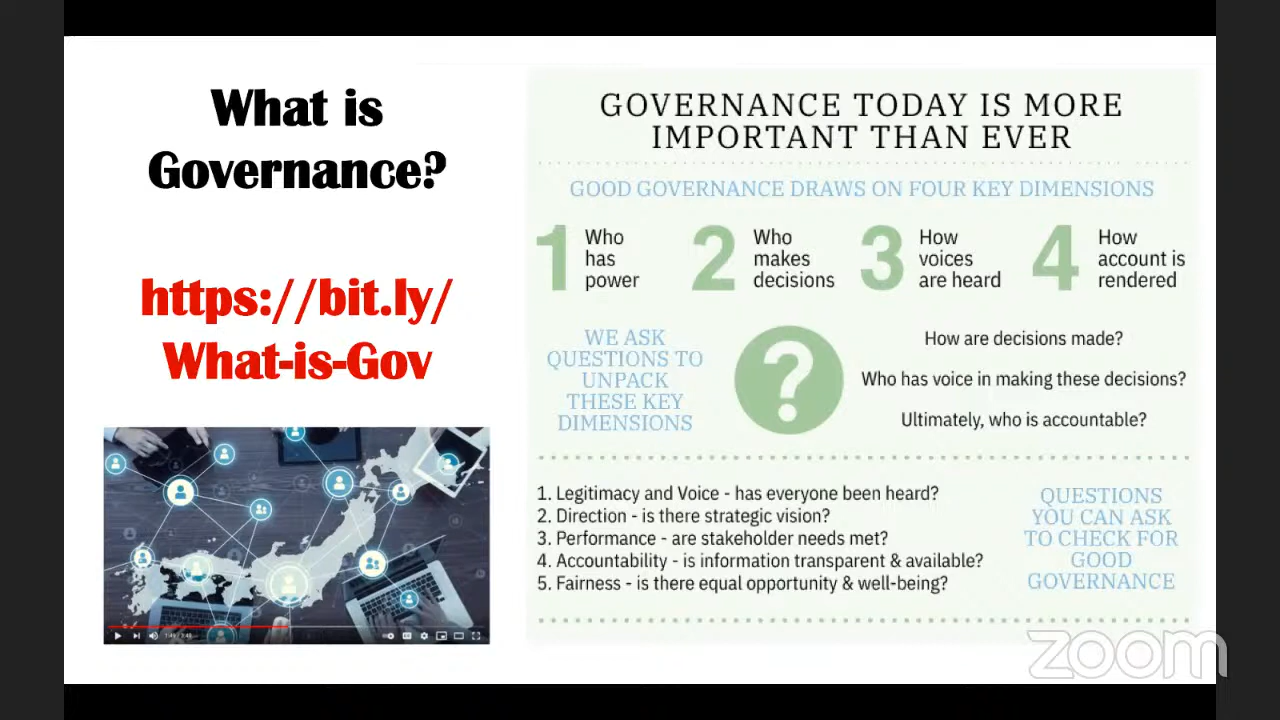 What is
Governance?
https://bit.ly/
What-is-Gov
GOVERNANCE TODAY IS MORE
IMPORTANT THAN EVER
GOOD GOVERNANCE DRAWS ON FOUR KEY DIMENSIONS
1 Who has power
2 Who makes decisions
3 How voices are heard
4 How account is rendered
WE ASK
QUESTIONS TO
UNPACK
THESE KEY
DIMENSIONS
?
How are decisions made?
Who has voice in making these decisions?
Ultimately, who is accountable?
1. Legitimacy and Voice - has everyone been heard?
2. Direction - is there strategic vision?
3. Performance - are stakeholder needs met?
4. Accountability - is information transparent & available?
5. Fairness - is there equal opportunity & well-being?
QUESTIONS
YOU CAN ASK
TO CHECK FOR
GOOD
GOVERNANCE
zoom